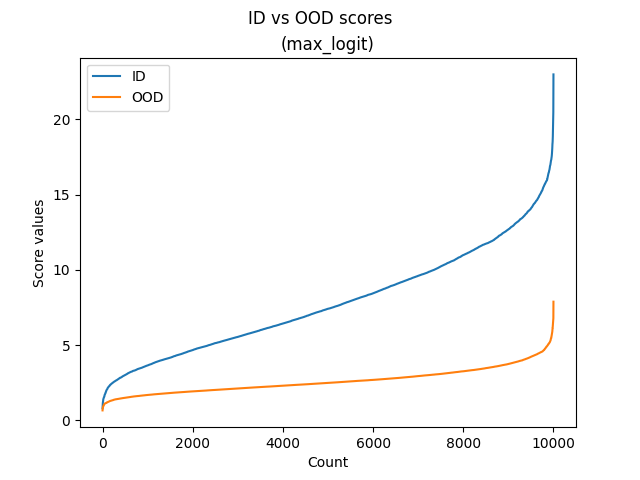 ID vs OOD scores
(max_logit)
ID
OOD
Score values
20
15
10
5
0
0 2000 4000 6000 8000 10000
Count